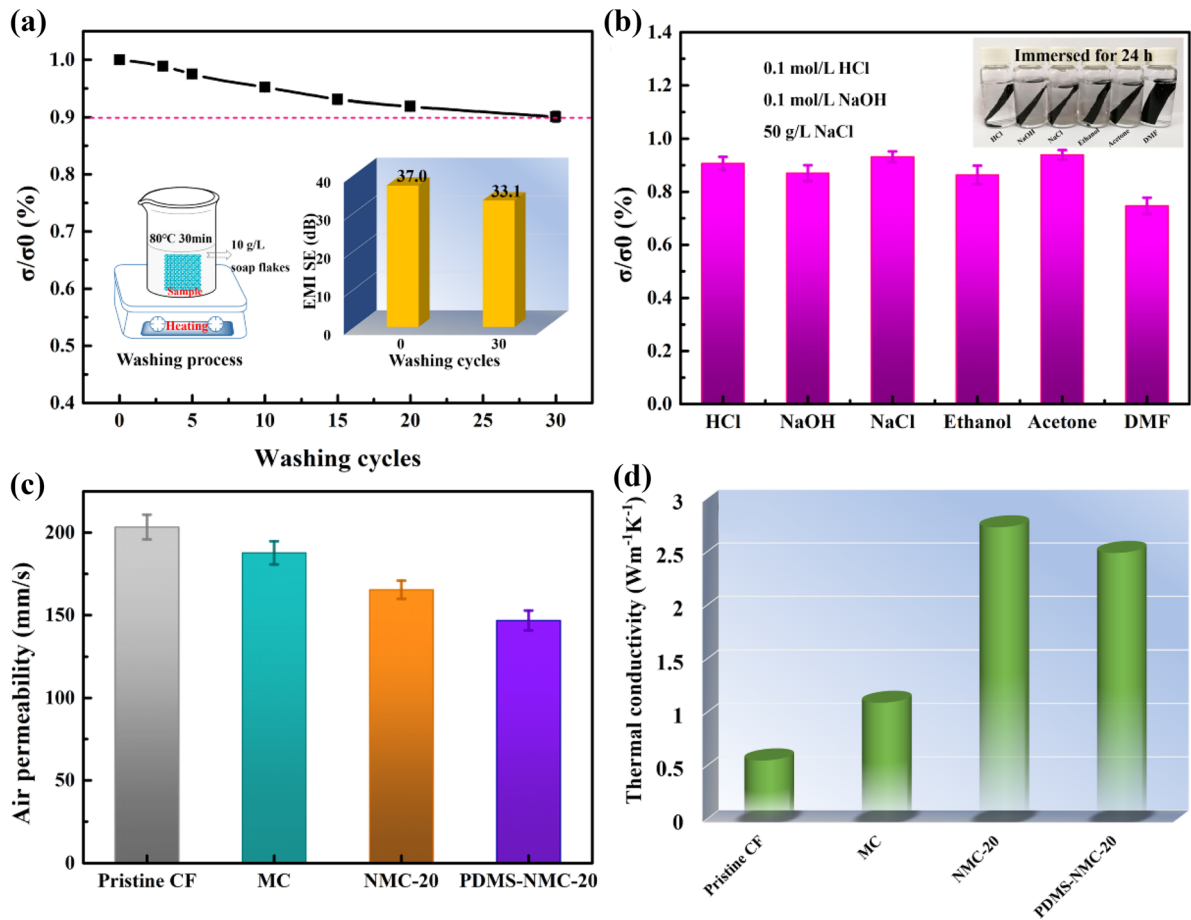 (a)
σ/σ0 (%)
1.0
0.9
0.8
0.7
0.6
0.5
0.4
0
5
10
15
20
25
30
Washing cycles
80°C 30min
10 g/L
soap flakes
Sample
Heating
Washing process
EMI SE (dB)
40
30
20
10
0
37.0
33.1
0
30
Washing cycles
(b)
σ/σ0 (%)
1.4
1.2
1.0
0.8
0.6
0.4
0.2
0.0
0.1 mol/L HCl
0.1 mol/L NaOH
50 g/L NaCl
Immersed for 24 h
HCl
NaOH
NaCl
Ethanol
Acetone
DMF
HCl
NaOH
NaCl
Ethanol
Acetone
DMF
(c)
Air permeability (mm/s)
200
150
100
50
0
Pristine CF
MC
NMC-20
PDMS-NMC-20
(d)
Thermal conductivity (Wm⁻¹K⁻¹)
3
2.5
2
1.5
1
0.5
0
Pristine CF
MC
NMC-20
PDMS-NMC-20